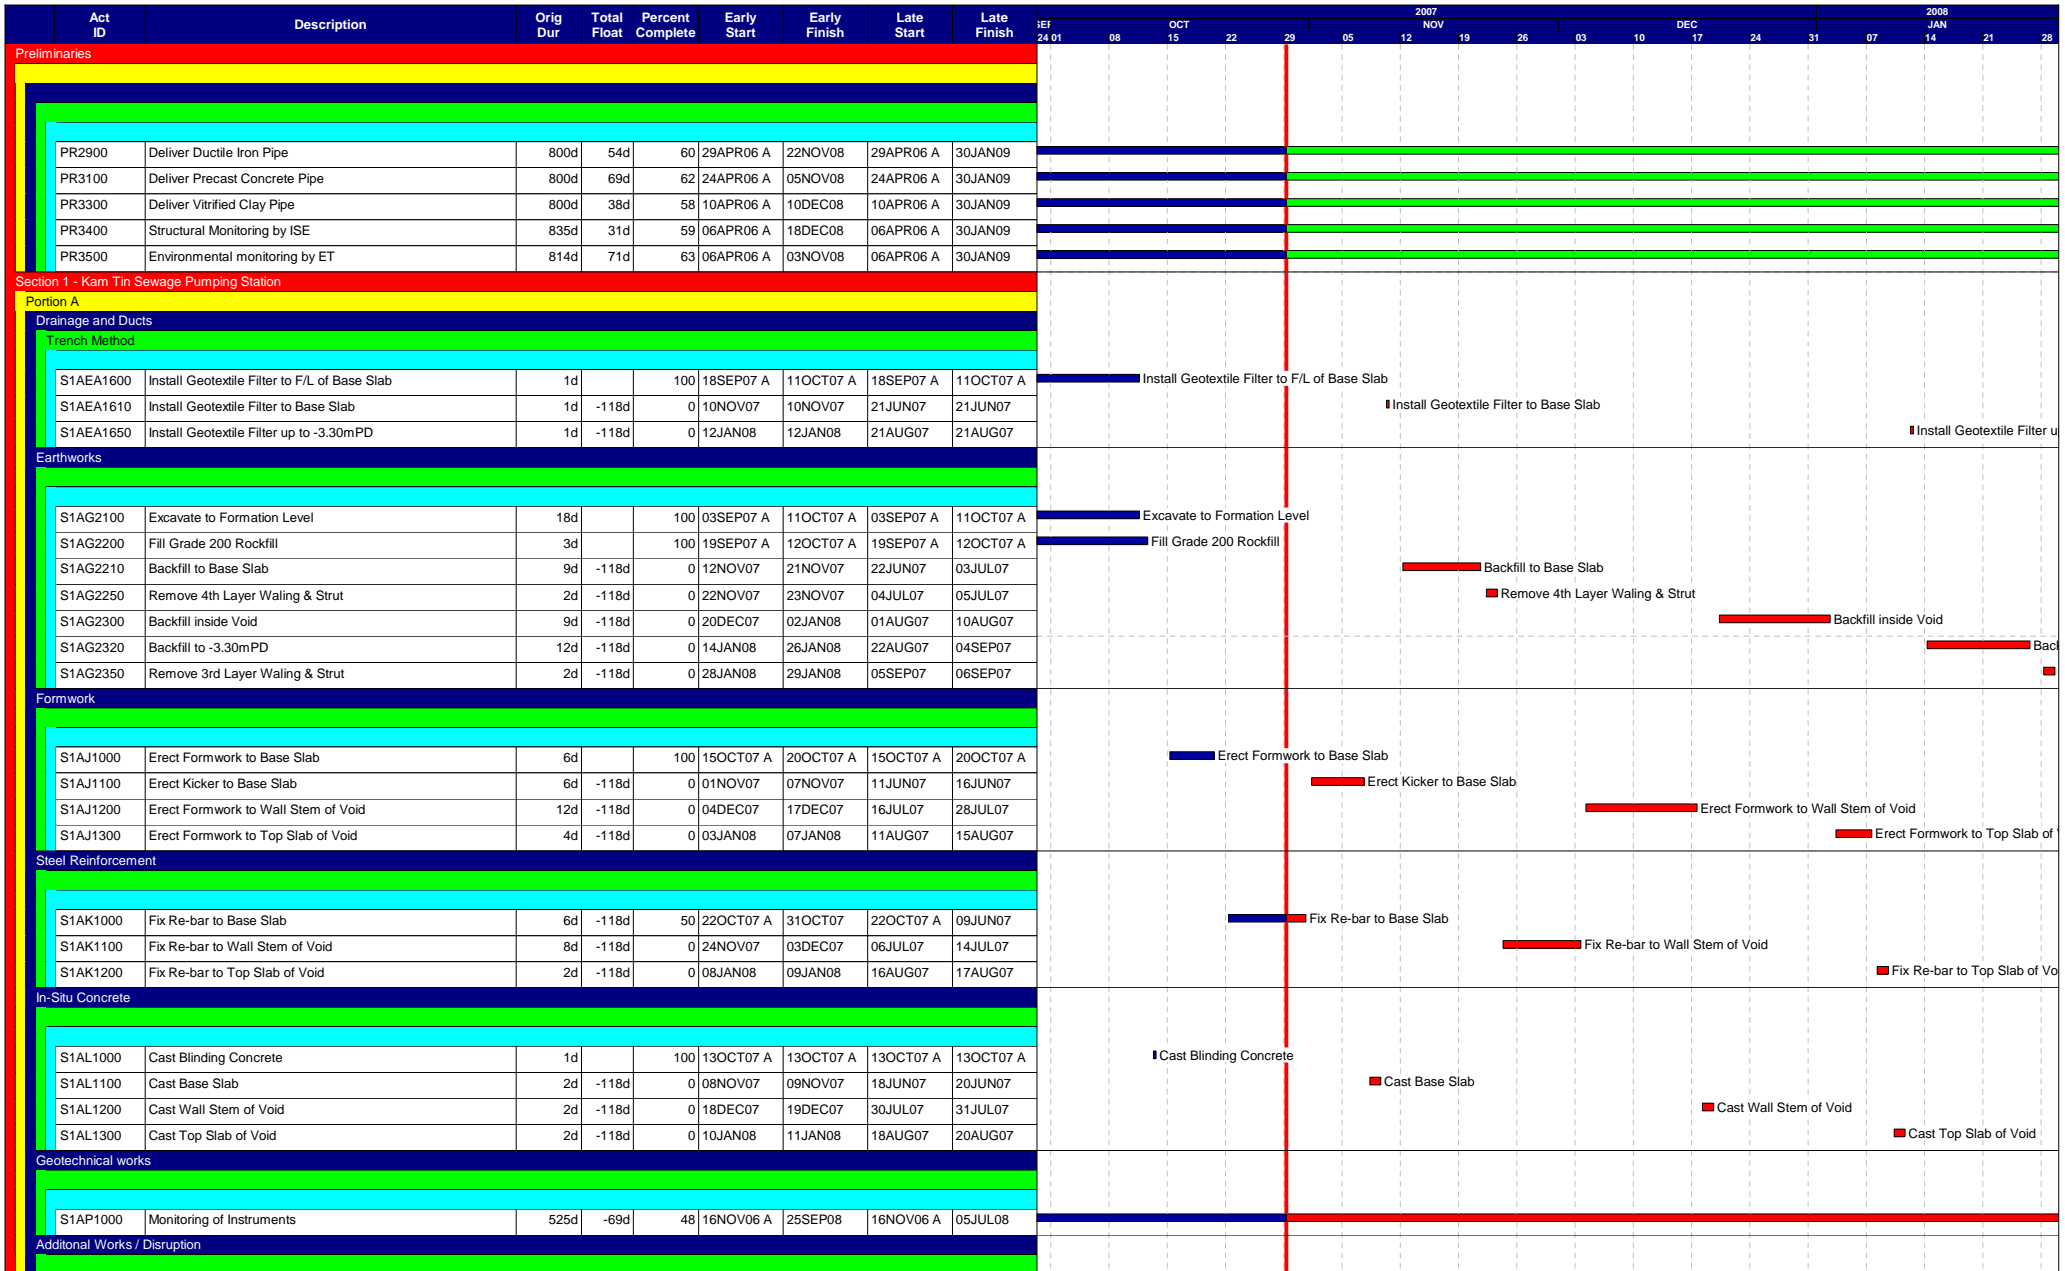 Act ID Description Orig Dur Total Float Percent Complete Early Start Early Finish Late Start Late Finish
2007 2008
SEP OCT NOV DEC JAN
24 01 08 15 22 29 05 12 19 26 03 10 17 24 31 07 14 21 28
Preliminaries
PR2900 Deliver Ductile Iron Pipe 800d 54d 60 29APR06 A 22NOV08 29APR06 A 30JAN09
PR3100 Deliver Precast Concrete Pipe 800d 69d 62 24APR06 A 05NOV08 24APR06 A 30JAN09
PR3300 Deliver Vitrified Clay Pipe 800d 38d 58 10APR06 A 10DEC08 10APR06 A 30JAN09
PR3400 Structural Monitoring by ISE 835d 31d 59 06APR06 A 18DEC08 06APR06 A 30JAN09
PR3500 Environmental monitoring by ET 814d 71d 63 06APR06 A 03NOV08 06APR06 A 30JAN09
Section 1 - Kam Tin Sewage Pumping Station
Portion A
Drainage and Ducts
Trench Method
S1AEA1600 Install Geotextile Filter to F/L of Base Slab 1d 100 18SEP07 A 11OCT07 A 18SEP07 A 11OCT07 A Install Geotextile Filter to F/L of Base Slab
S1AEA1610 Install Geotextile Filter to Base Slab 1d -118d 0 10NOV07 10NOV07 21JUN07 21JUN07 Install Geotextile Filter to Base Slab
S1AEA1650 Install Geotextile Filter up to -3.30mPD 1d -118d 0 12JAN08 12JAN08 21AUG07 21AUG07 Install Geotextile Filter u
Earthworks
S1AG2100 Excavate to Formation Level 18d 100 03SEP07 A 11OCT07 A 03SEP07 A 11OCT07 A Excavate to Formation Level
S1AG2200 Fill Grade 200 Rockfill 3d 100 19SEP07 A 12OCT07 A 19SEP07 A 12OCT07 A Fill Grade 200 Rockfill
S1AG2210 Backfill to Base Slab 9d -118d 0 12NOV07 21NOV07 22JUN07 03JUL07 Backfill to Base Slab
S1AG2250 Remove 4th Layer Waling & Strut 2d -118d 0 22NOV07 23NOV07 04JUL07 05JUL07 Remove 4th Layer Waling & Strut
S1AG2300 Backfill inside Void 9d -118d 0 20DEC07 02JAN08 01AUG07 10AUG07 Backfill inside Void
S1AG2320 Backfill to -3.30mPD 12d -118d 0 14JAN08 26JAN08 22AUG07 04SEP07 Back
S1AG2350 Remove 3rd Layer Waling & Strut 2d -118d 0 28JAN08 29JAN08 05SEP07 06SEP07
Formwork
S1AJ1000 Erect Formwork to Base Slab 6d 100 15OCT07 A 20OCT07 A 15OCT07 A 20OCT07 A Erect Formwork to Base Slab
S1AJ1100 Erect Kicker to Base Slab 6d -118d 0 01NOV07 07NOV07 11JUN07 16JUN07 Erect Kicker to Base Slab
S1AJ1200 Erect Formwork to Wall Stem of Void 12d -118d 0 04DEC07 17DEC07 16JUL07 28JUL07 Erect Formwork to Wall Stem of Void
S1AJ1300 Erect Formwork to Top Slab of Void 4d -118d 0 03JAN08 07JAN08 11AUG07 15AUG07 Erect Formwork to Top Slab of
Steel Reinforcement
S1AK1000 Fix Re-bar to Base Slab 6d -118d 50 22OCT07 A 31OCT07 22OCT07 A 09JUN07 Fix Re-bar to Base Slab
S1AK1100 Fix Re-bar to Wall Stem of Void 8d -118d 0 24NOV07 03DEC07 06JUL07 14JUL07 Fix Re-bar to Wall Stem of Void
S1AK1200 Fix Re-bar to Top Slab of Void 2d -118d 0 08JAN08 09JAN08 16AUG07 17AUG07 Fix Re-bar to Top Slab of Vo
In-Situ Concrete
S1AL1000 Cast Blinding Concrete 1d 100 13OCT07 A 13OCT07 A 13OCT07 A 13OCT07 A Cast Blinding Concrete
S1AL1100 Cast Base Slab 2d -118d 0 08NOV07 09NOV07 18JUN07 20JUN07 Cast Base Slab
S1AL1200 Cast Wall Stem of Void 2d -118d 0 18DEC07 19DEC07 30JUL07 31JUL07 Cast Wall Stem of Void
S1AL1300 Cast Top Slab of Void 2d -118d 0 10JAN08 11JAN08 18AUG07 20AUG07 Cast Top Slab of Void
Geotechnical works
S1AP1000 Monitoring of Instruments 525d -69d 48 16NOV06 A 25SEP08 16NOV06 A 05JUL08
Additonal Works / Disruption